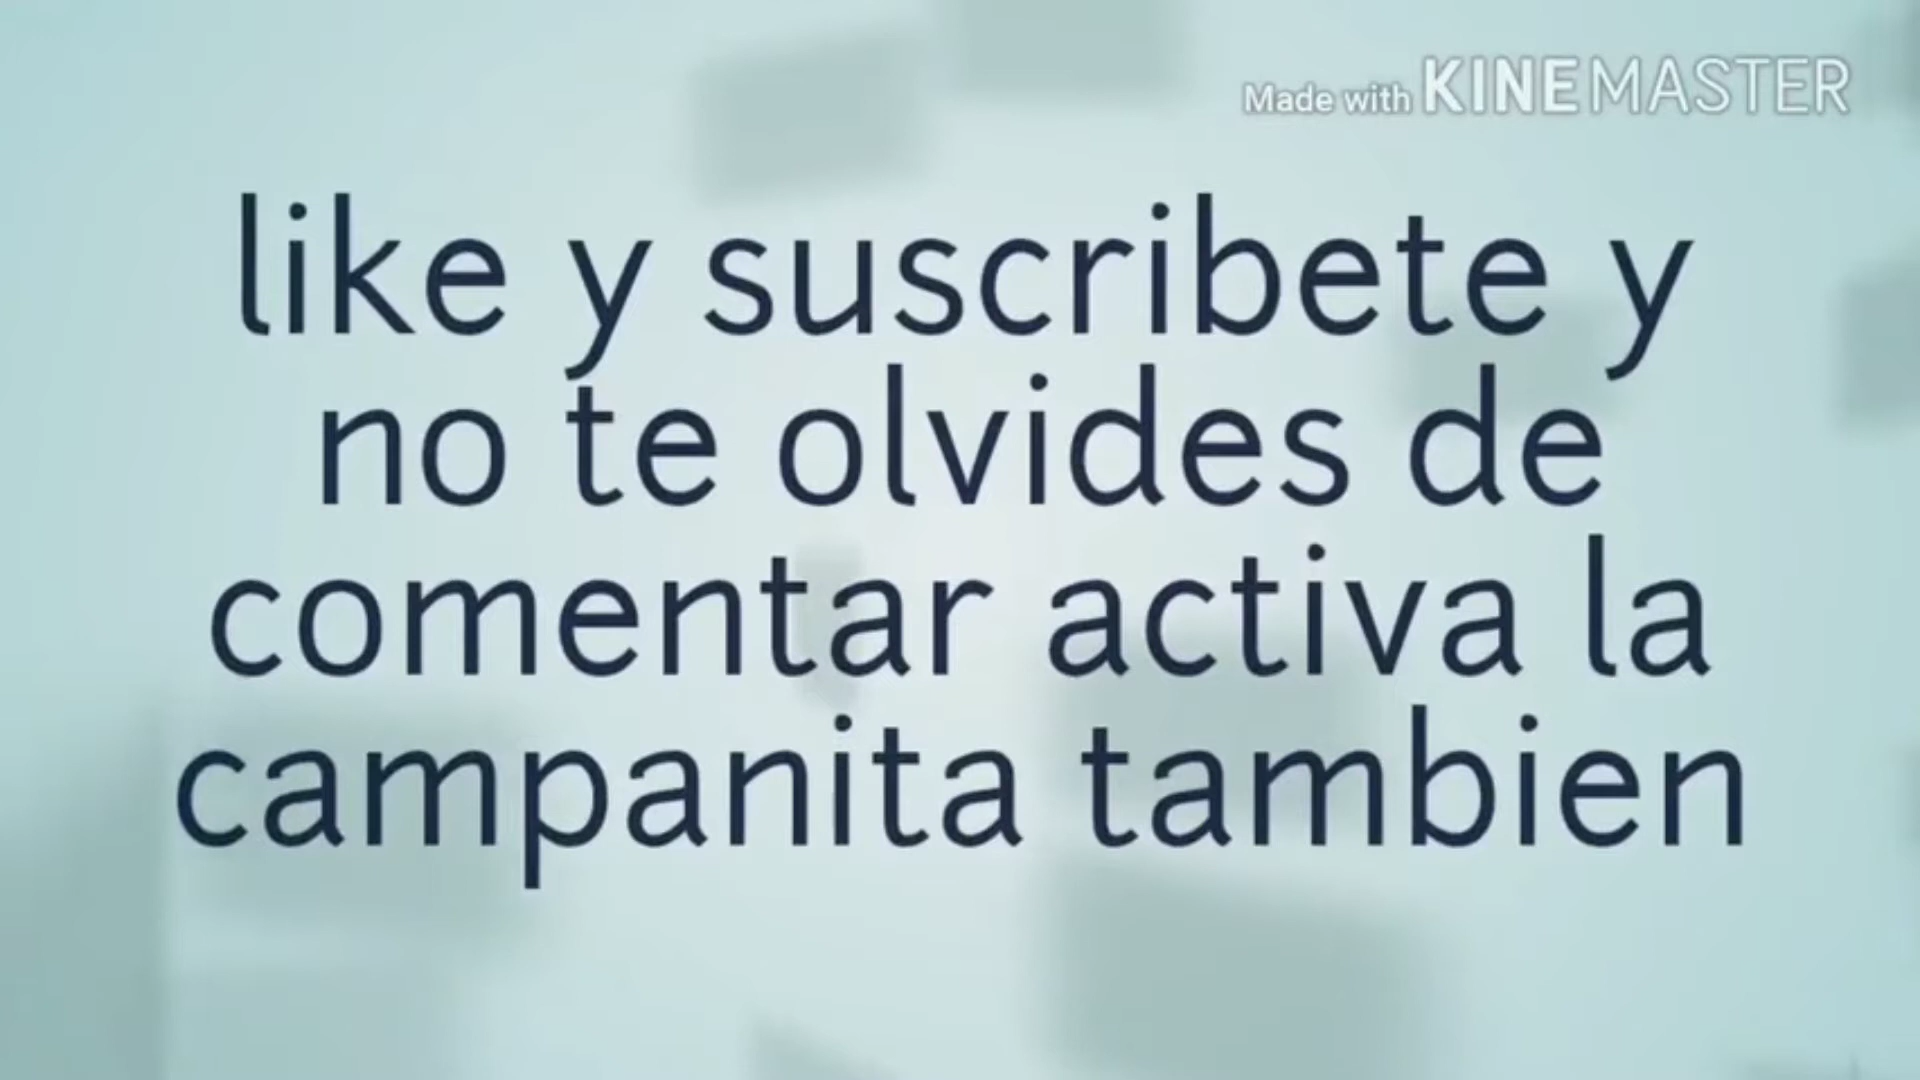 Made with KINEMASTER
like y suscribete y
no te olvides de
comentar activa la
campanita tambien